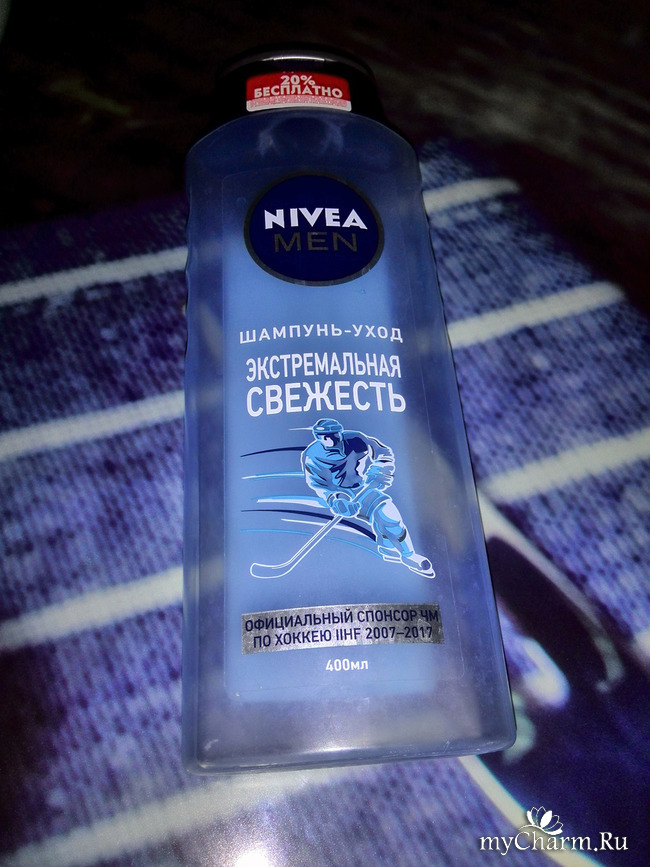 20%
БЕСПЛАТНО
NIVEA
MEN
ШАМПУНЬ-УХОД
ЭКСТРЕМАЛЬНАЯ
СВЕЖЕСТЬ
ОФИЦИАЛЬНЫЙ СПОНСОР ЧМ
ПО ХОККЕЮ IIHF 2007–2017
400мл
myCharm.Ru